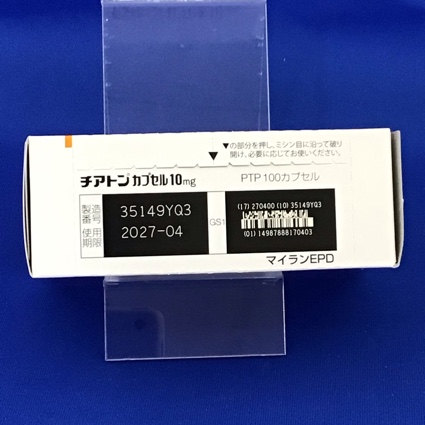 ▼の部分を押し、ミシン目に沿って破り
開け、必要に応じてお使いください。
チアトンカプセル10mg
PTP 100カプセル
製造番号 35149YQ3
使用期限 2027-04
GS1
(17) 270400 (10) 35149YQ3
(01) 14987888170403
マイランEPD